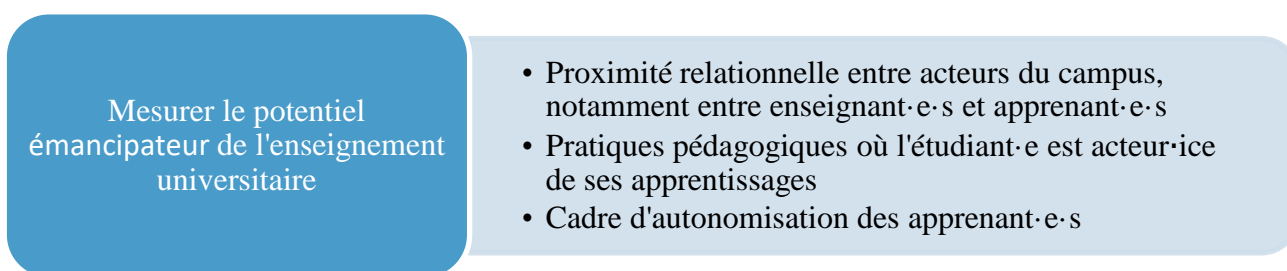 Mesurer le potentiel
émancipateur de l'enseignement
universitaire
• Proximité relationnelle entre acteurs du campus,
notamment entre enseignant·e·s et apprenant·e·s
• Pratiques pédagogiques où l'étudiant·e est acteur·ice
de ses apprentissages
• Cadre d'autonomisation des apprenant·e·s